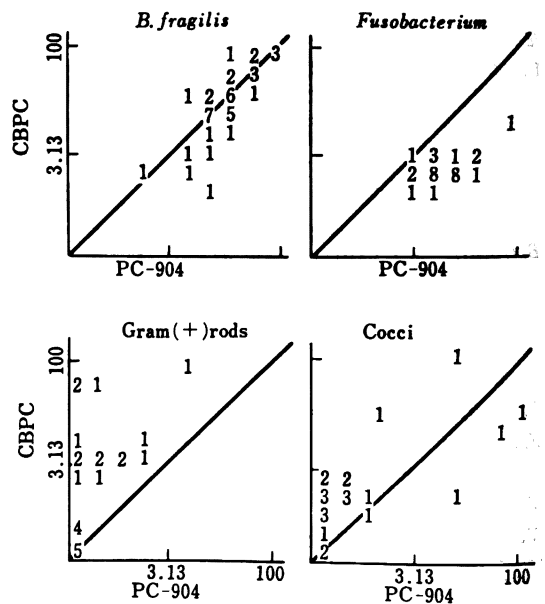 B. fragilis
100
1 2 3
2 3
1 2 6 1
CBPC
7 5
1 1
3.13
1 1
1
1
1
PC-904
Fusobacterium
1
1 3 1 2
2 8 8 1
1 1
PC-904
Gram(+)rods
100
1
2 1
CBPC
1 1
3.13
2 2 2 1
1 1
4
5
3.13
100
PC-904
Cocci
1
1
1
1
2 2
3 3 1
1
3 1
1
2
3.13
100
PC-904